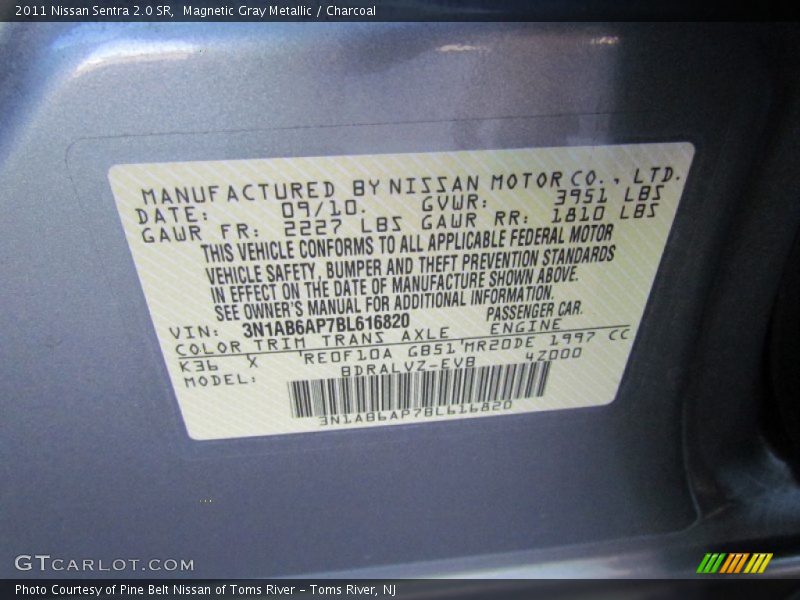 2011 Nissan Sentra 2.0 SR,  Magnetic Gray Metallic / Charcoal
MANUFACTURED BY NISSAN MOTOR CO., LTD.
DATE: 09/10. GVWR: 3951 LBS
GAWR FR: 2227 LBS GAWR RR: 1810 LBS
THIS VEHICLE CONFORMS TO ALL APPLICABLE FEDERAL MOTOR
VEHICLE SAFETY, BUMPER AND THEFT PREVENTION STANDARDS
IN EFFECT ON THE DATE OF MANUFACTURE SHOWN ABOVE.
SEE OWNER'S MANUAL FOR ADDITIONAL INFORMATION.
VIN: 3N1AB6AP7BL616820 PASSENGER CAR.
COLOR TRIM TRANS AXLE ENGINE
K36 X RE0F10A GB51 MR20DE 1997 CC
MODEL: BDRALVZ-EVB 4Z000
3N1AB6AP7BL616820
GTCARLOT.COM
Photo Courtesy of Pine Belt Nissan of Toms River – Toms River, NJ